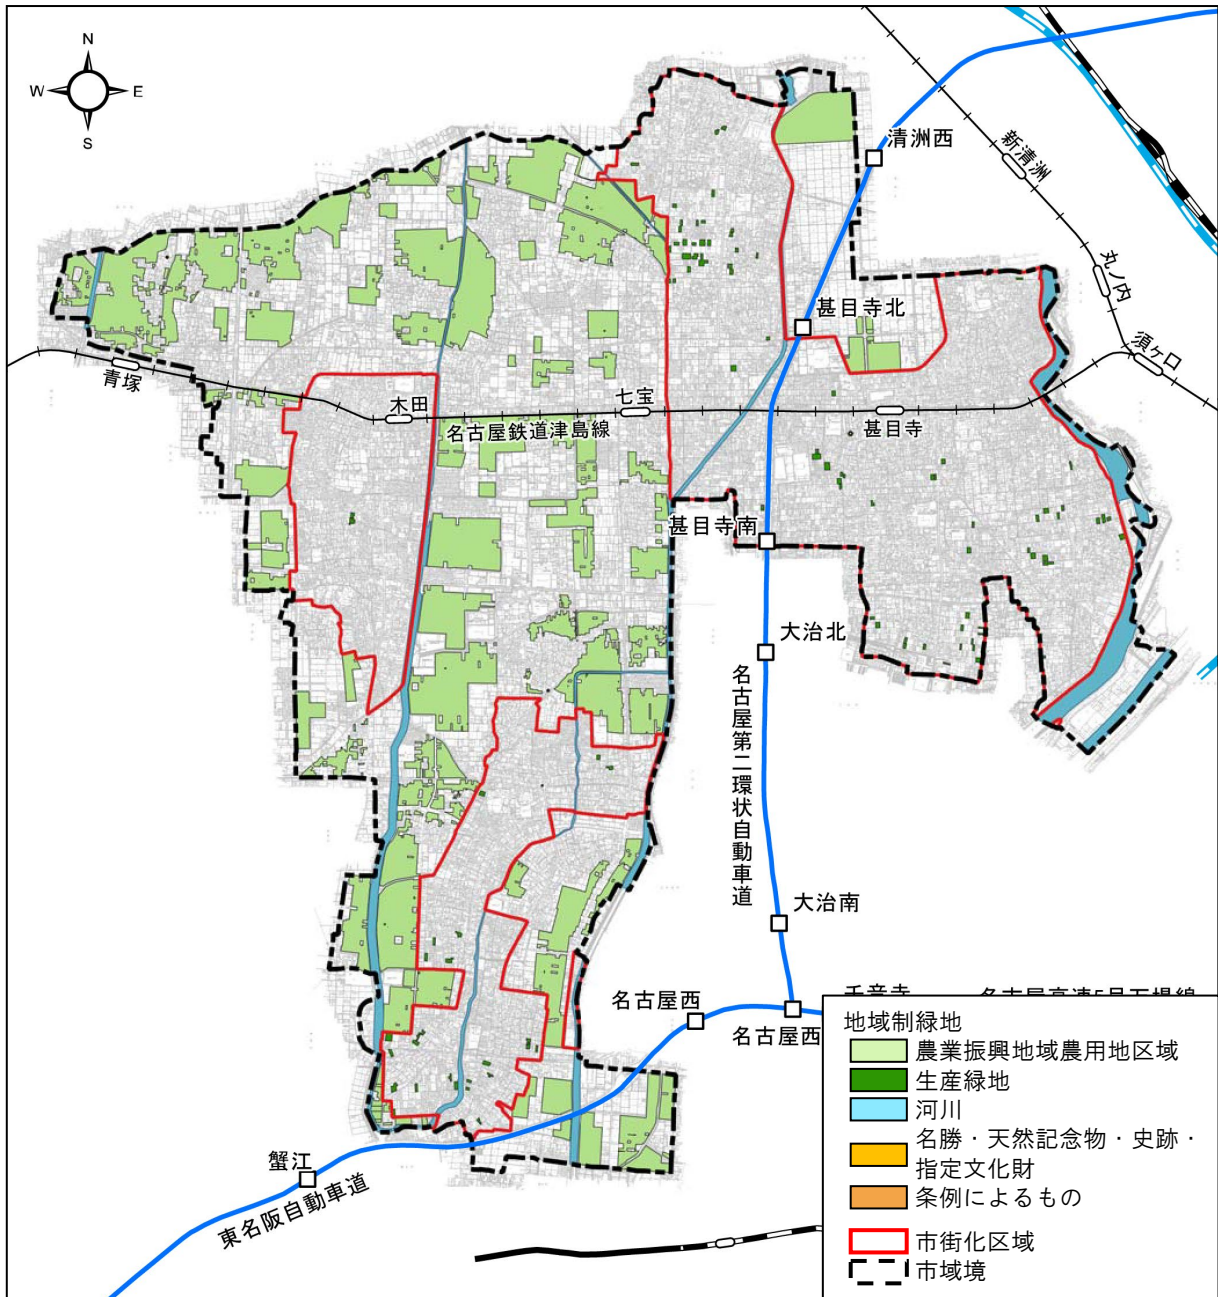 N
W
E
S
清洲西
新清洲
丸ノ内
須ヶ口
甚目寺北
青塚
木田
七宝
名古屋鉄道津島線
甚目寺
甚目寺南
大治北
名古屋第二環状自動車道
大治南
名古屋西
名古屋西
蟹江
東名阪自動車道
地域制緑地
農業振興地域農用地区域
生産緑地
河川
名勝・天然記念物・史跡・
指定文化財
条例によるもの
市街化区域
市域境